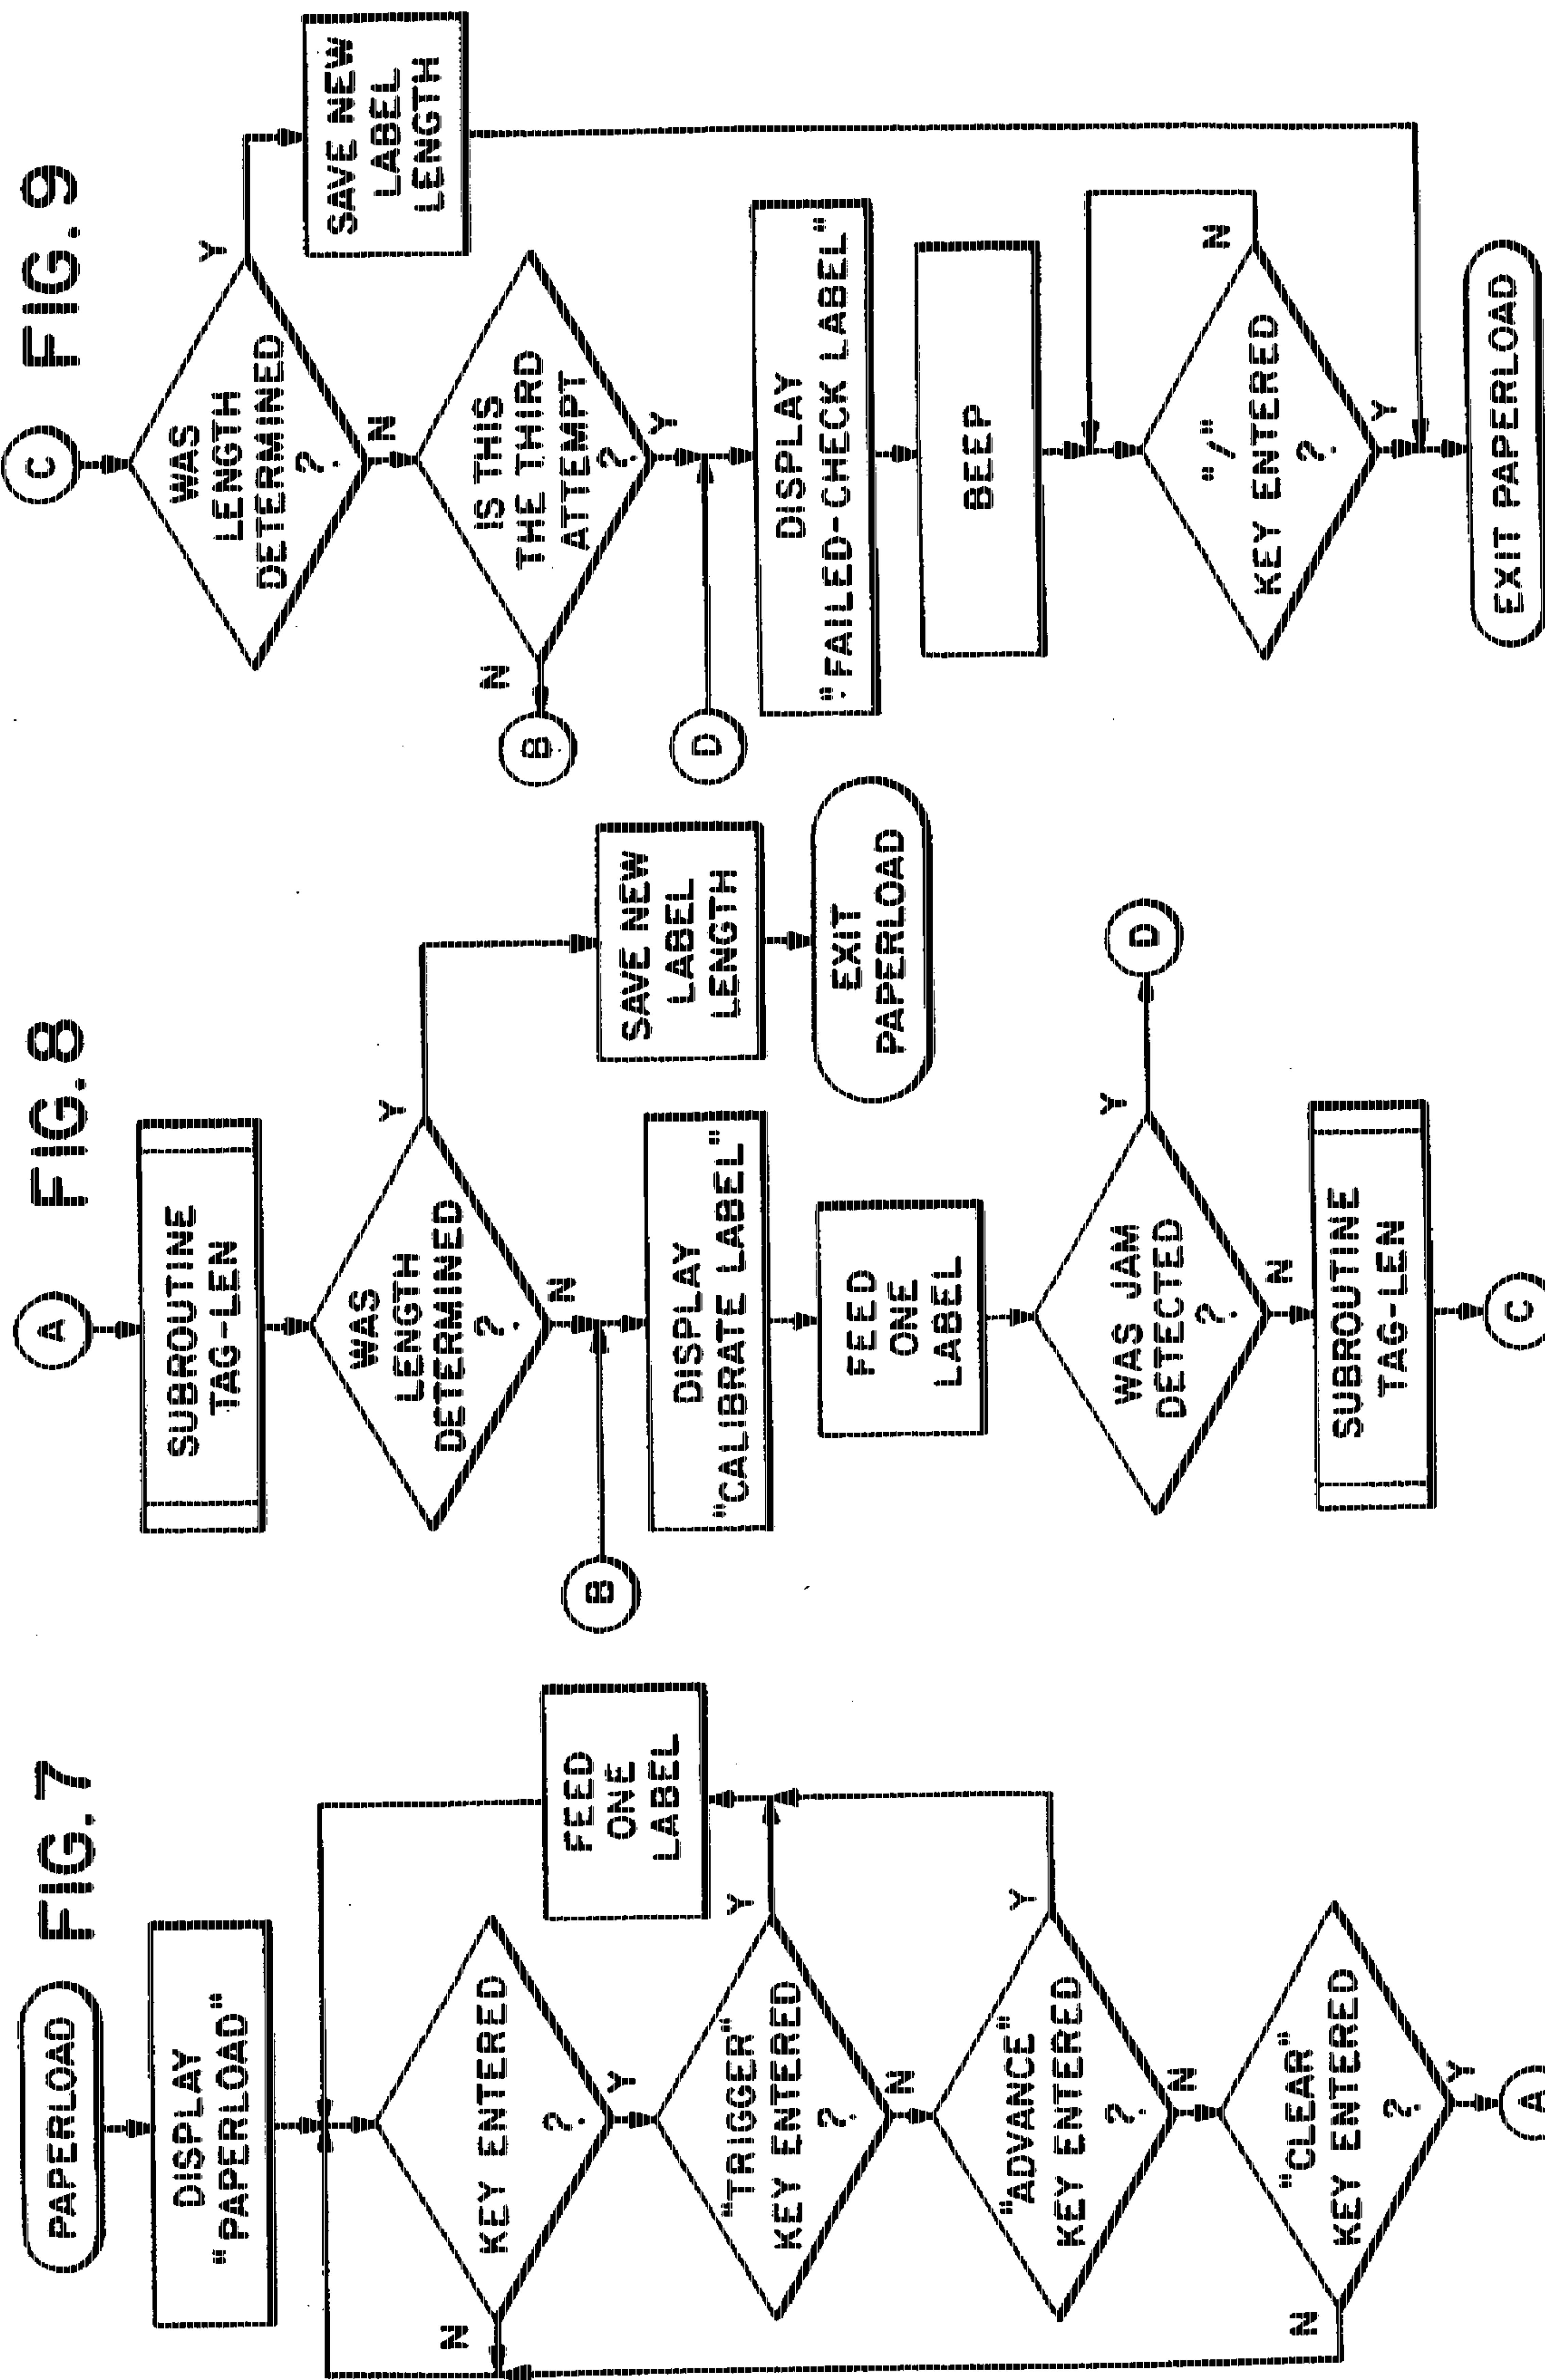 FIG. 7
PAPERLOAD
DISPLAY
"PAPERLOAD"
KEY ENTERED
?
N
Y
"TRIGGER"
KEY ENTERED
?
Y
N
"ADVANCE"
KEY ENTERED
?
Y
N
"CLEAR"
KEY ENTERED
?
N
Y
A
FEED
ONE
LABEL
FIG. 8
A
SUBROUTINE
TAG-LEN
WAS
LENGTH
DETERMINED
?
Y
N
B
SAVE NEW
LABEL
LENGTH
EXIT
PAPERLOAD
DISPLAY
"CALIBRATE LABEL"
FEED
ONE
LABEL
WAS JAM
DETECTED
?
Y
D
N
SUBROUTINE
TAG-LEN
C
FIG. 9
C
WAS
LENGTH
DETERMINED
?
Y
N
SAVE NEW
LABEL
LENGTH
IS THIS
THE THIRD
ATTEMPT
?
N
B
Y
D
DISPLAY
"FAILED-CHECK LABEL"
BEEP
"/"
KEY ENTERED
?
N
Y
EXIT PAPERLOAD